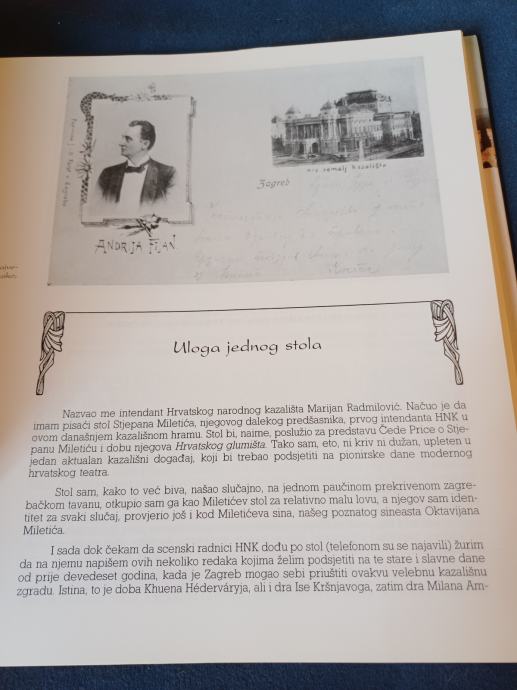 Zagreb
kr. zemalj. kazalište
ANDRIJA FIJAN
Uloga jednog stola
Nazvao me intendant Hrvatskog narodnog kazališta Marijan Radmilović. Načuo je da
imam pisaći stol Stjepana Miletića, njegovog dalekog predšasnika, prvog intendanta HNK u
ovom današnjem kazališnom hramu. Stol bi, naime, poslužio za predstavu Čede Price o Stje-
panu Miletiću i dobu njegova Hrvatskog glumišta. Tako sam, eto, ni kriv ni dužan, upleten u
jedan aktualan kazališni događaj, koji bi trebao podsjetiti na pionirske dane modernog
hrvatskog teatra.
Stol sam, kako to već biva, našao slučajno, na jednom paučinom prekrivenom zagre-
bačkom tavanu, otkupio sam ga kao Miletićev stol za relativno malu lovu, a njegov sam iden-
titet za svaki slučaj, provjerio još i kod Miletićeva sina, našeg poznatog sineasta Oktavijana
Miletića.
I sada dok čekam da scenski radnici HNK dođu po stol (telefonom su se najavili) žurim
da na njemu napišem ovih nekoliko redaka kojima želim podsjetiti na te stare i slavne dane
od prije devedeset godina, kada je Zagreb mogao sebi priuštiti ovakvu velebnu kazališnu
zgradu. Istina, to je doba Khuena Héderváryja, ali i dra Ise Kršnjavoga, zatim dra Milana Am-